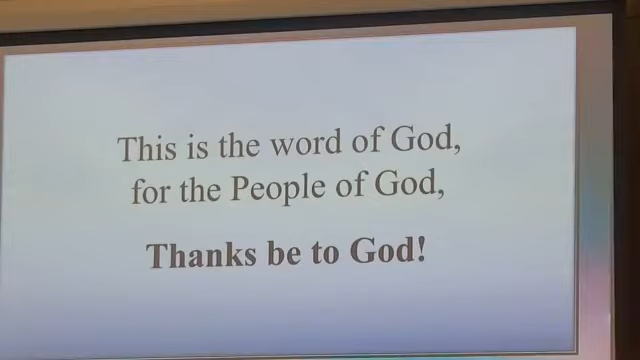 This is the word of God,
for the People of God,
Thanks be to God!